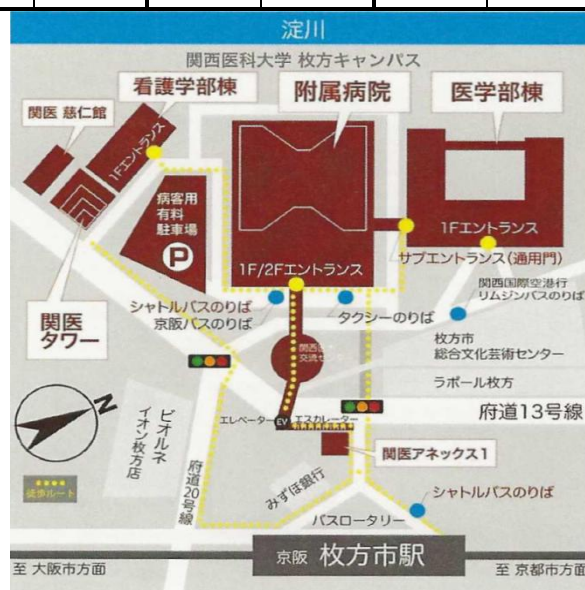 淀川
関西医科大学 枚方キャンパス
看護学部棟
附属病院
医学部棟
関医 慈仁館
1Fエントランス
病客用
有料
駐車場
P
1Fエントランス
サブエントランス(通用門)
1F/2Fエントランス
関西国際空港行
リムジンバスのりば
シャトルバスのりば
京阪バスのりば
タクシーのりば
関医
タワー
関西医大
交流センター
枚方市
総合文化芸術センター
ラポール枚方
府道13号線
N
ビオルネ
イオン枚方店
エレベーター
EV
エスカレーター
関医アネックス1
徒歩ルート
府道20号線
みずほ銀行
シャトルバスのりば
バスロータリー
京阪 枚方市駅
至 大阪市方面
至 京都市方面